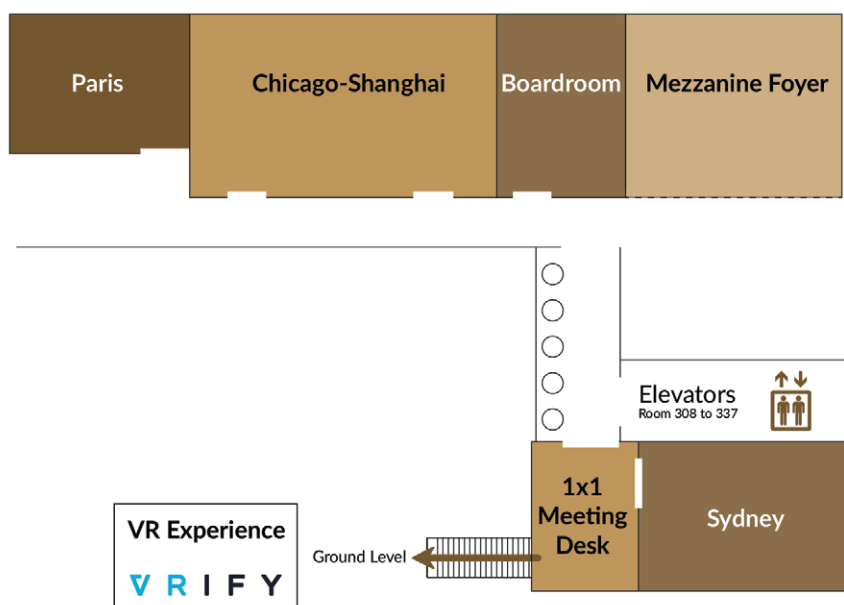 Paris
Chicago-Shanghai
Boardroom
Mezzanine Foyer
Elevators
Room 308 to 337
1x1
Meeting
Desk
Sydney
Ground Level
VR Experience
VRIFY